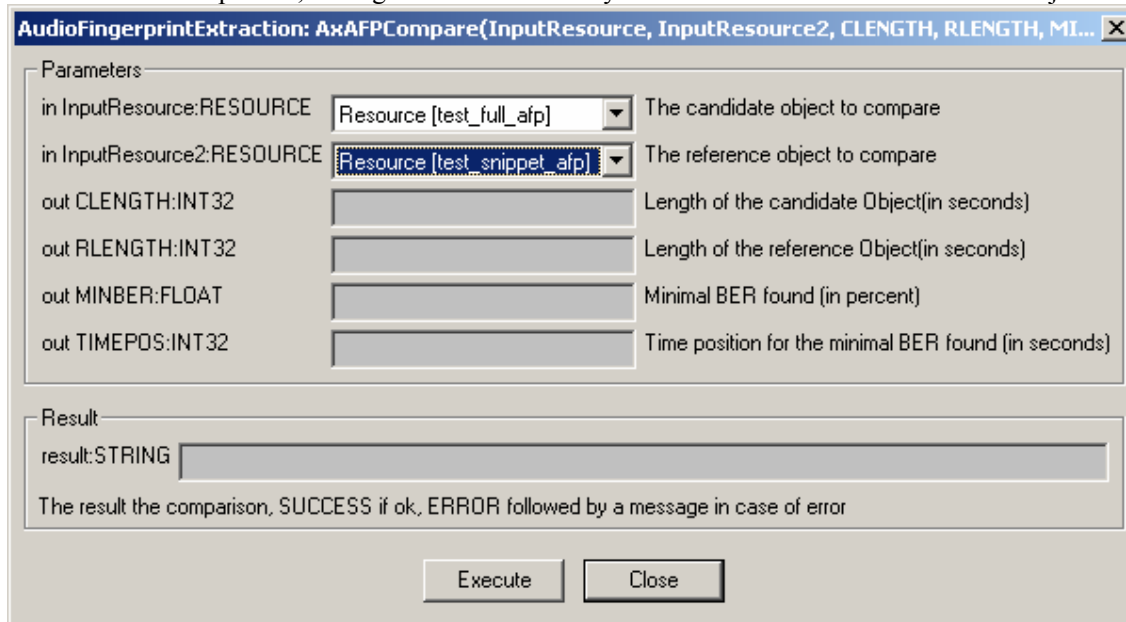 AudioFingerprintExtraction: AxAFPCompare(InputResource, InputResource2, CLENGTH, RLENGTH, MI...
Parameters
in InputResource:RESOURCE Resource [test_full_afp] The candidate object to compare
in InputResource2:RESOURCE Resource [test_snippet_afp] The reference object to compare
out CLENGTH:INT32 Length of the candidate Object(in seconds)
out RLENGTH:INT32 Length of the reference Object(in seconds)
out MINBER:FLOAT Minimal BER found (in percent)
out TIMEPOS:INT32 Time position for the minimal BER found (in seconds)
Result
result:STRING
The result the comparison, SUCCESS if ok, ERROR followed by a message in case of error
Execute Close